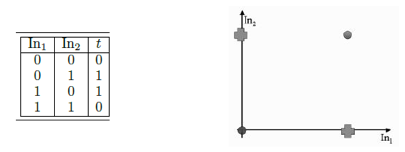 In₁ In₂ t
0 0 0
0 1 1
1 0 1
1 1 0
In₂
In₁